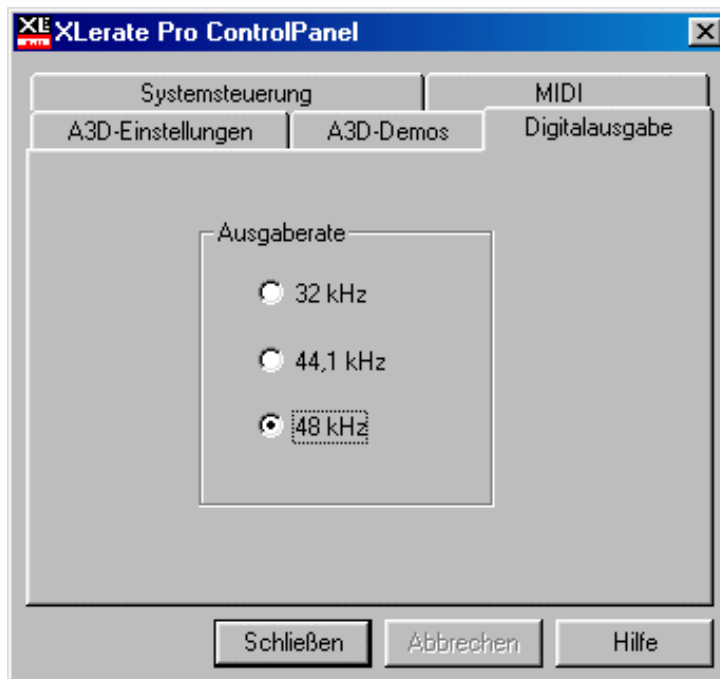 XLerate Pro ControlPanel
Systemsteuerung MIDI
A3D-Einstellungen A3D-Demos Digitalausgabe
Ausgaberate
32 kHz
44,1 kHz
48 kHz
Schließen Abbrechen Hilfe